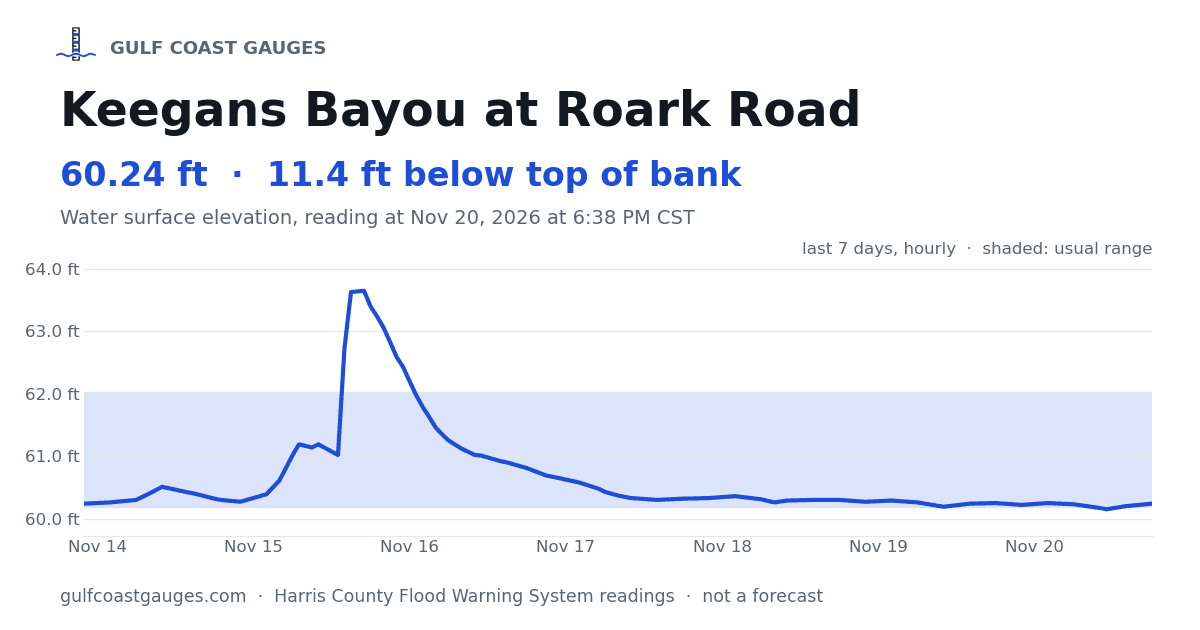 GULF COAST GAUGES
Keegans Bayou at Roark Road
60.24 ft · 11.4 ft below top of bank
Water surface elevation, reading at Nov 20, 2026 at 6:38 PM CST
last 7 days, hourly · shaded: usual range
64.0 ft
63.0 ft
62.0 ft
61.0 ft
60.0 ft
Nov 14 Nov 15 Nov 16 Nov 17 Nov 18 Nov 19 Nov 20
gulfcoastgauges.com · Harris County Flood Warning System readings · not a forecast